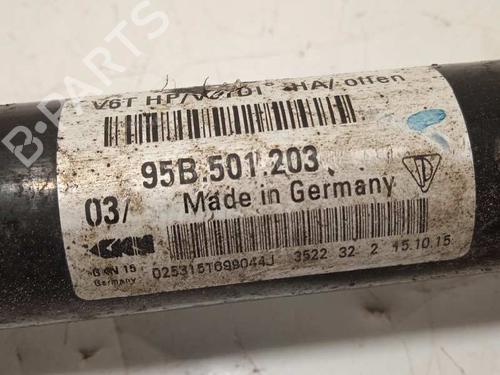 V6T HP/V6TDI HA/ offen
95B.501.203
03/ Made in Germany
GKN
GKN 15
Germany
025315T699044J 3522 32 2 15.10.15
B-PARTS